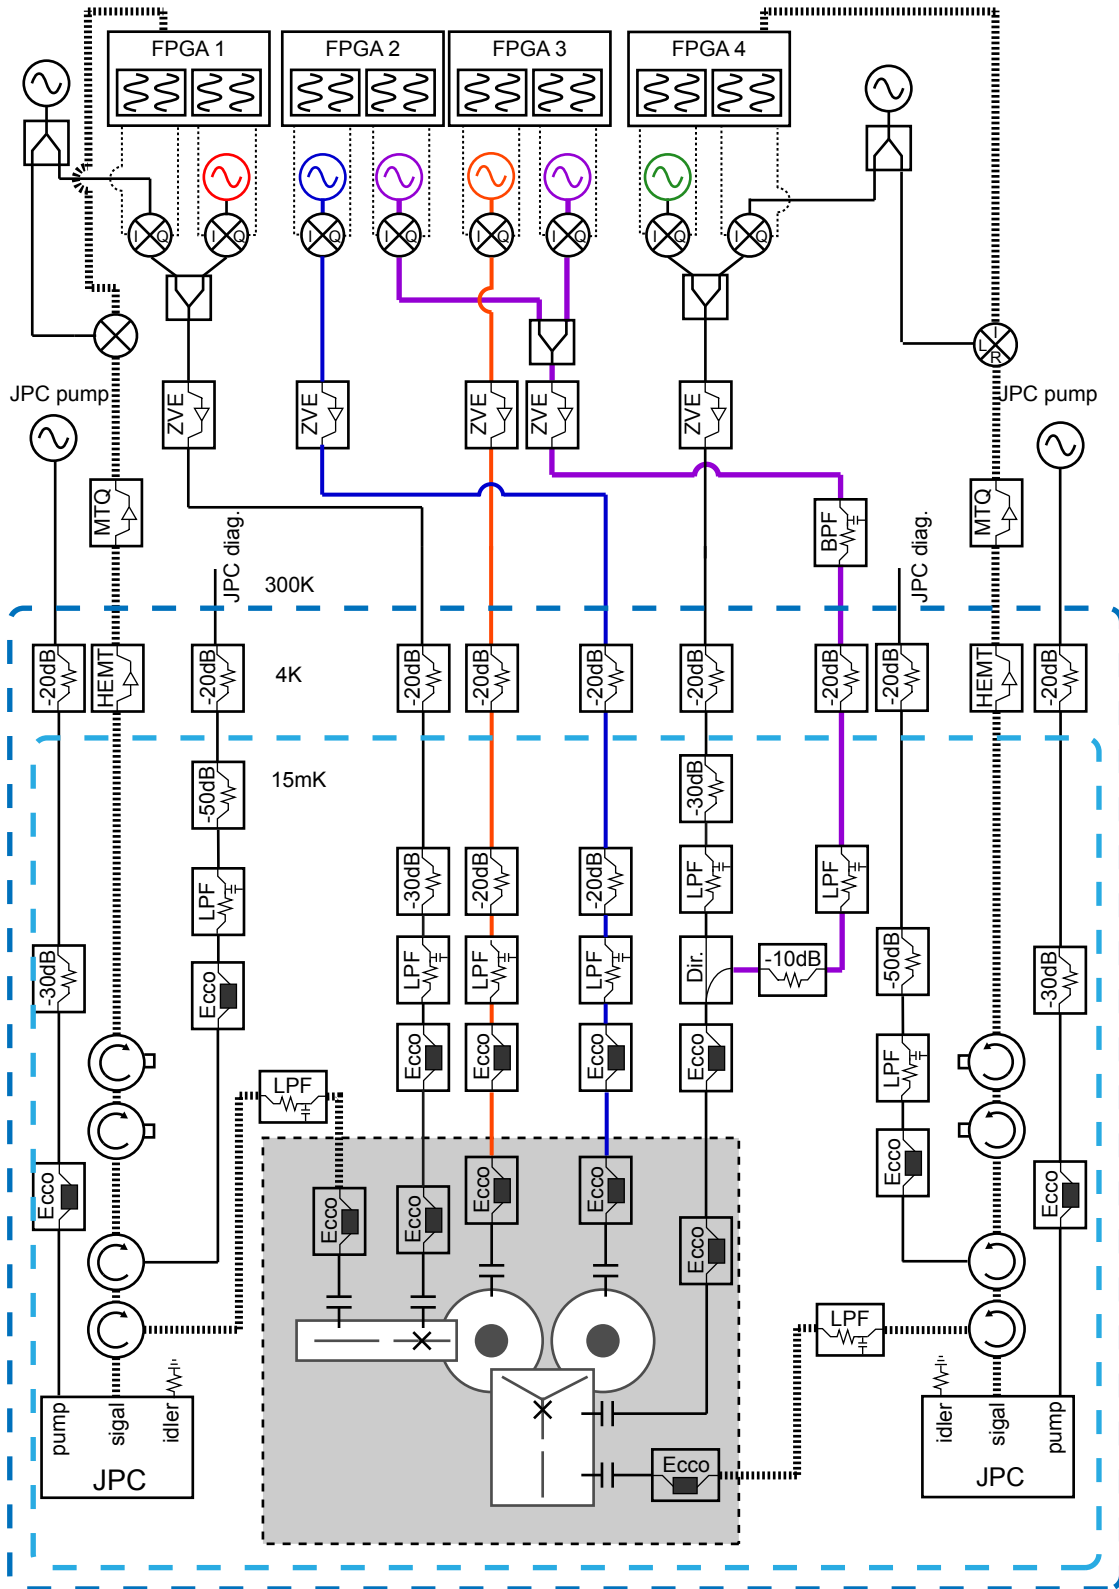 FPGA 1
FPGA 2
FPGA 3
FPGA 4
I Q
I Q
I Q
I Q
I Q
I Q
I Q
I Q
I
L
R
JPC pump
ZVE
ZVE
ZVE
ZVE
ZVE
JPC pump
MTQ
JPC diag.
BPF
JPC diag.
MTQ
300K
-20dB
HEMT
-20dB
4K
-20dB
-20dB
-20dB
-20dB
-20dB
-20dB
HEMT
-20dB
15mK
-50dB
-30dB
LPF
-30dB
-20dB
-20dB
LPF
LPF
-30dB
Ecco
LPF
LPF
LPF
Dir.
-10dB
-50dB
-30dB
Ecco
Ecco
Ecco
Ecco
LPF
LPF
Ecco
Ecco
Ecco
Ecco
Ecco
Ecco
Ecco
Ecco
Ecco
LPF
pump
sigal
idler
JPC
Ecco
idler
sigal
pump
JPC